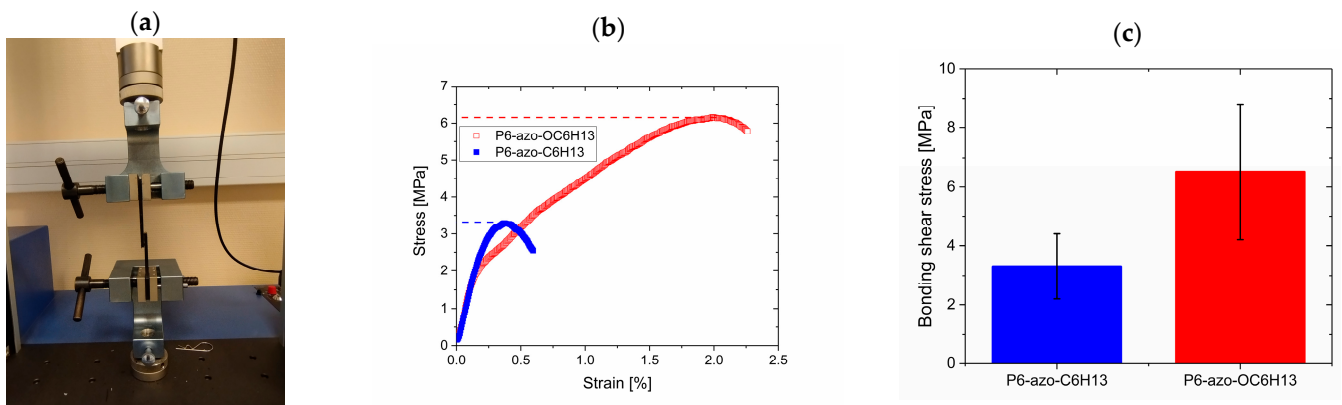 (a)
(b)
(c)
7
6
5
4
3
2
1
0
0.0
0.5
1.0
1.5
2.0
2.5
Stress [MPa]
Strain [%]
P6-azo-OC6H13
P6-azo-C6H13
10
8
6
4
2
0
Bonding shear stress [MPa]
P6-azo-C6H13
P6-azo-OC6H13